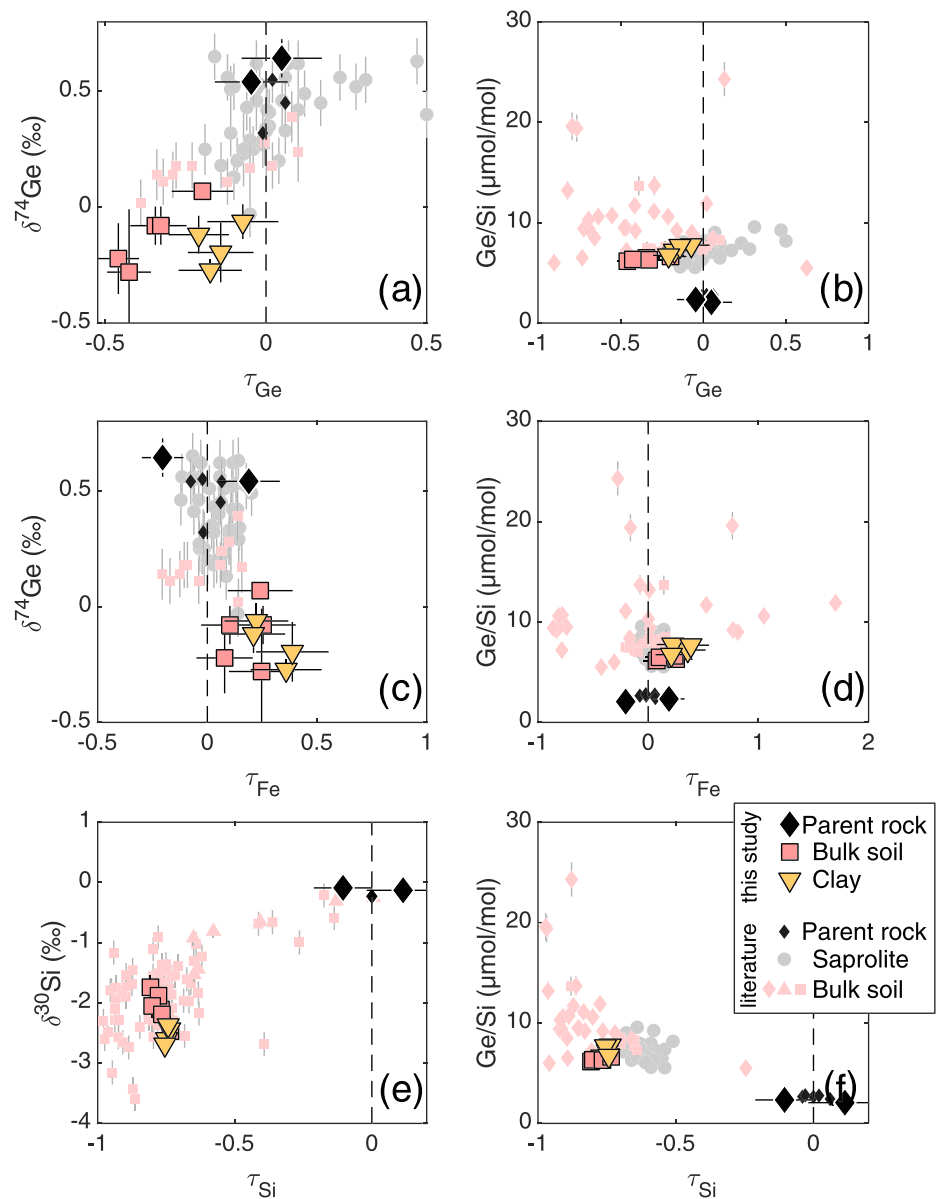 δ74Ge (‰)
0.5
0
-0.5
-0.5
0
0.5
τGe
(a)
Ge/Si (μmol/mol)
30
20
10
0
-1
-0.5
0
0.5
1
τGe
(b)
δ74Ge (‰)
0.5
0
-0.5
-0.5
0
0.5
1
τFe
(c)
Ge/Si (μmol/mol)
30
20
10
0
-1
0
1
2
τFe
(d)
δ30Si (‰)
1
0
-1
-2
-3
-4
-1
-0.5
0
τSi
(e)
Ge/Si (μmol/mol)
30
20
10
0
-1
-0.5
0
τSi
(f)
this study
Parent rock
Bulk soil
Clay
literature
Parent rock
Saprolite
Bulk soil